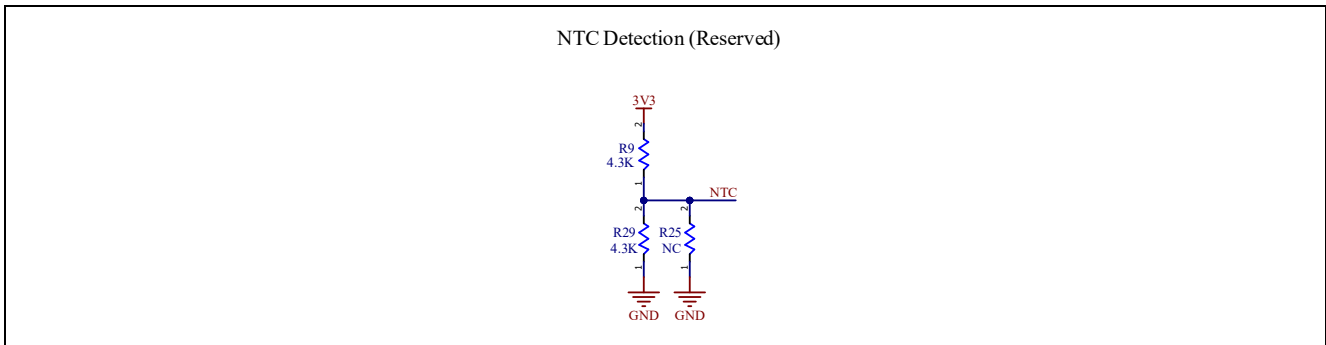 NTC Detection (Reserved)
3V3
2
R9
4.3K
1
NTC
2
2
R29
4.3K
R25
NC
1
1
GND
GND